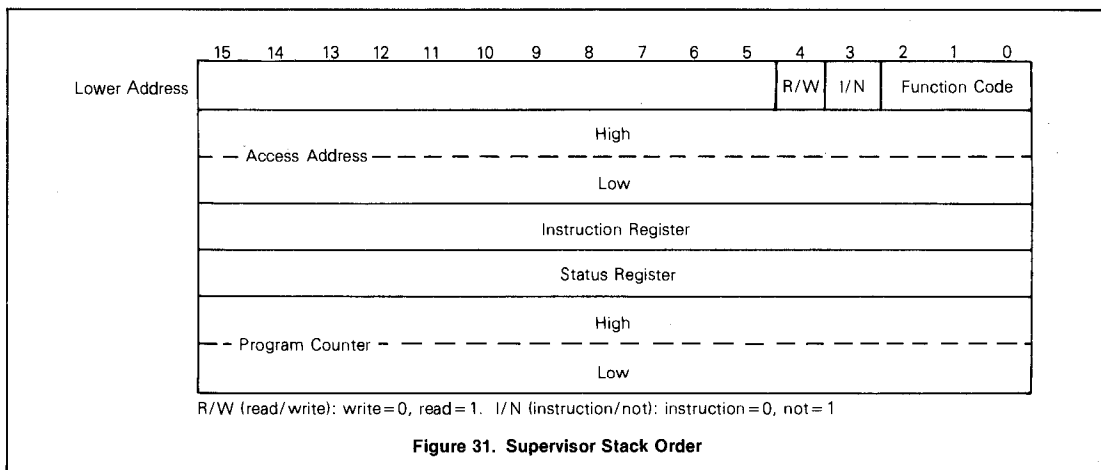 15 14 13 12 11 10 9 8 7 6 5 4 3 2 1 0
Lower Address R/W I/N Function Code
High
Access Address
Low
Instruction Register
Status Register
High
Program Counter
Low
R/W (read/write): write=0, read=1. I/N (instruction/not): instruction=0, not=1
Figure 31. Supervisor Stack Order